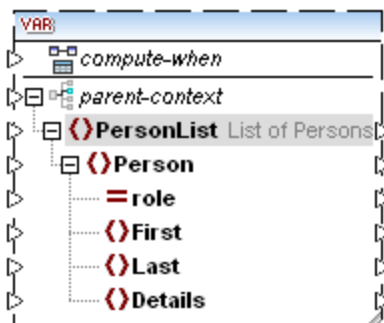 VAR
compute-when
parent-context
PersonList List of Persons
Person
role
First
Last
Details